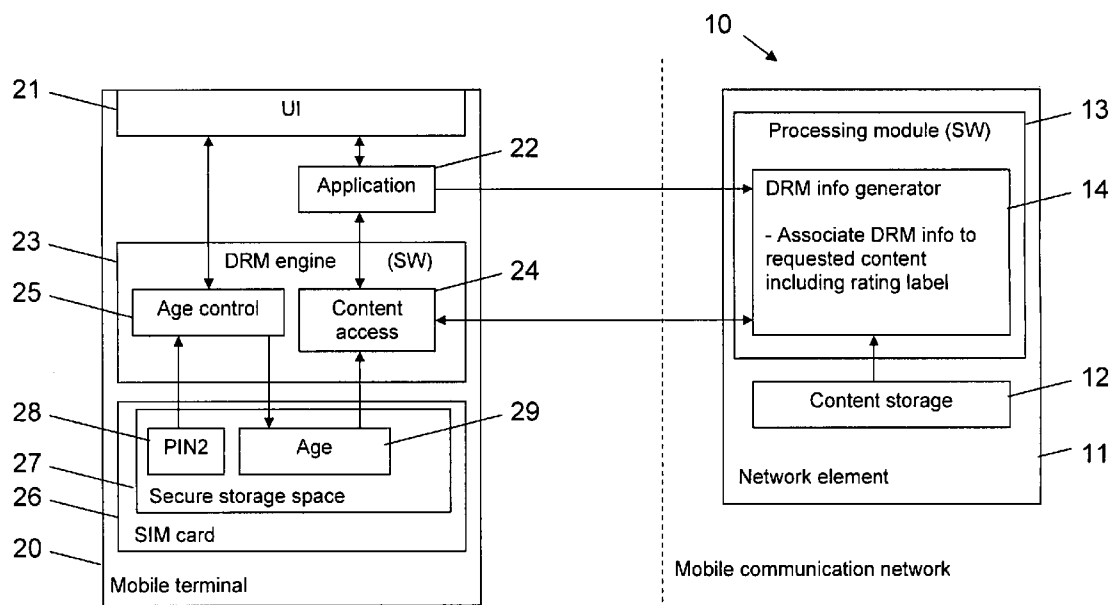 10
21
UI
13
Processing module (SW)
22
Application
DRM info generator
14
- Associate DRM info to
requested content
including rating label
23
DRM engine (SW)
24
25
Age control
Content
access
12
Content storage
28
29
PIN2
Age
27
Secure storage space
11
Network element
26
SIM card
20
Mobile terminal
Mobile communication network